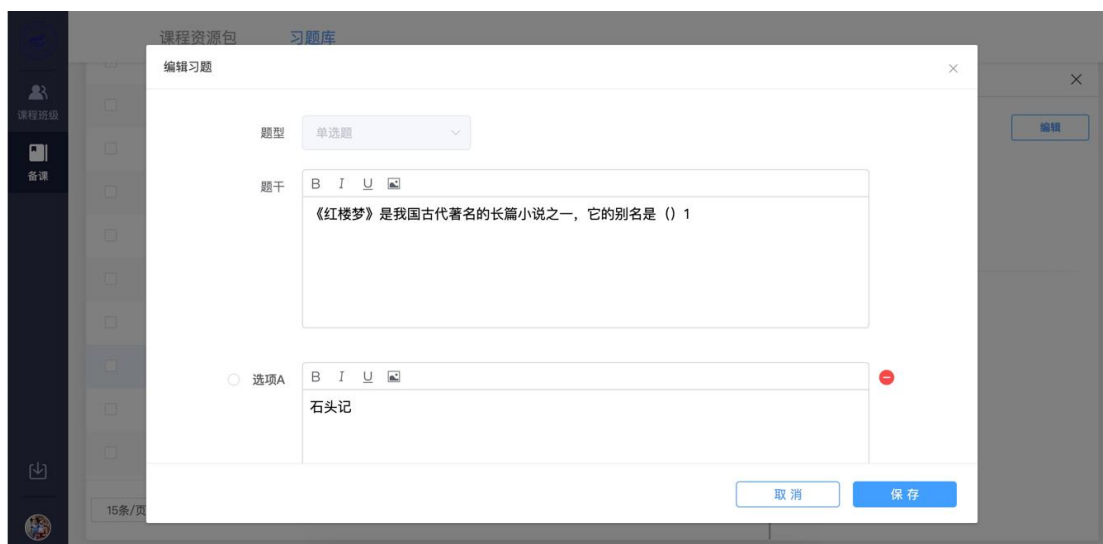 课程资源包 习题库
编辑习题
课程班级
备课
编辑
题型 单选题
题干 B I U
《红楼梦》是我国古代著名的长篇小说之一，它的别名是（）1
选项A B I U
石头记
取消 保存
15条/页